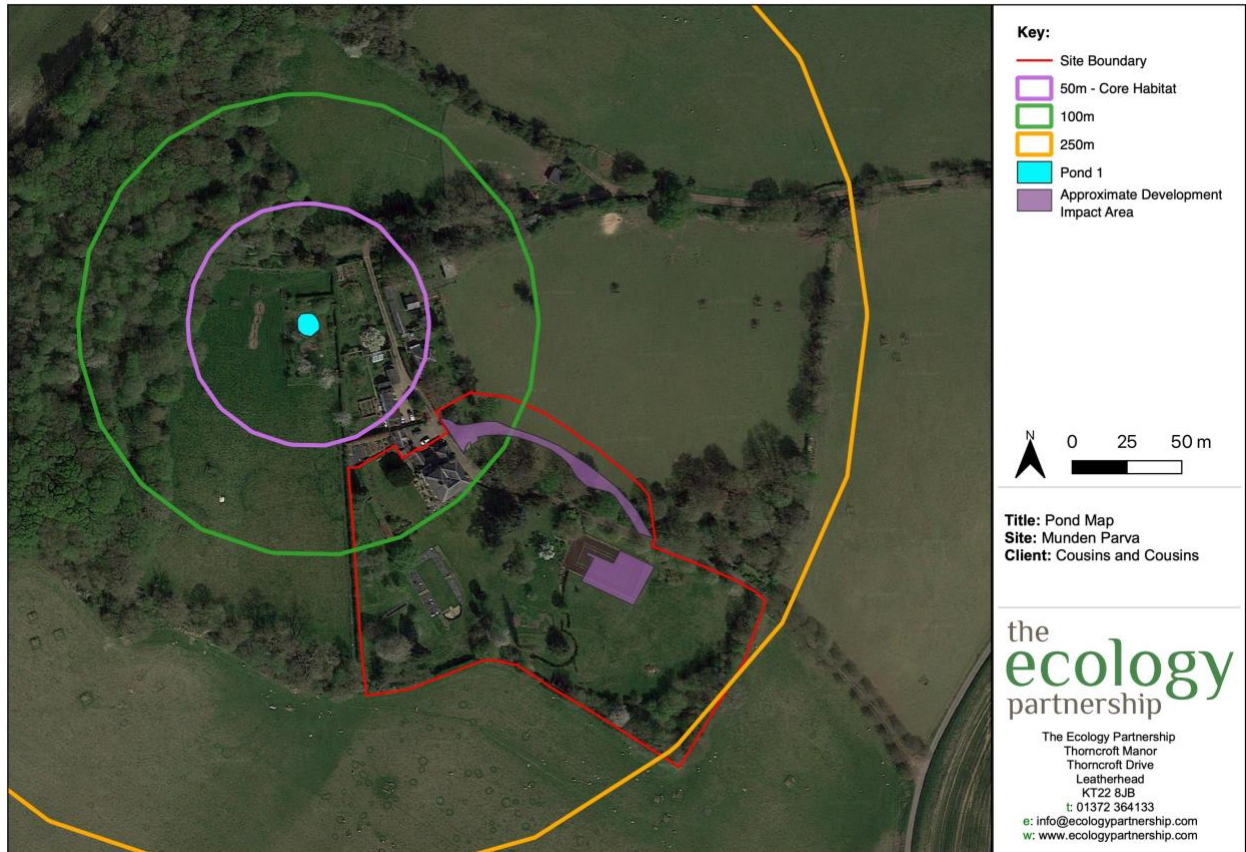 Key:
Site Boundary
50m - Core Habitat
100m
250m
Pond 1
Approximate Development
Impact Area
N
0 25 50 m
Title: Pond Map
Site: Munden Parva
Client: Cousins and Cousins
the
ecology
partnership
The Ecology Partnership
Thorncroft Manor
Thorncroft Drive
Leatherhead
KT22 8JB
t: 01372 364133
e: info@ecologypartnership.com
w: www.ecologypartnership.com